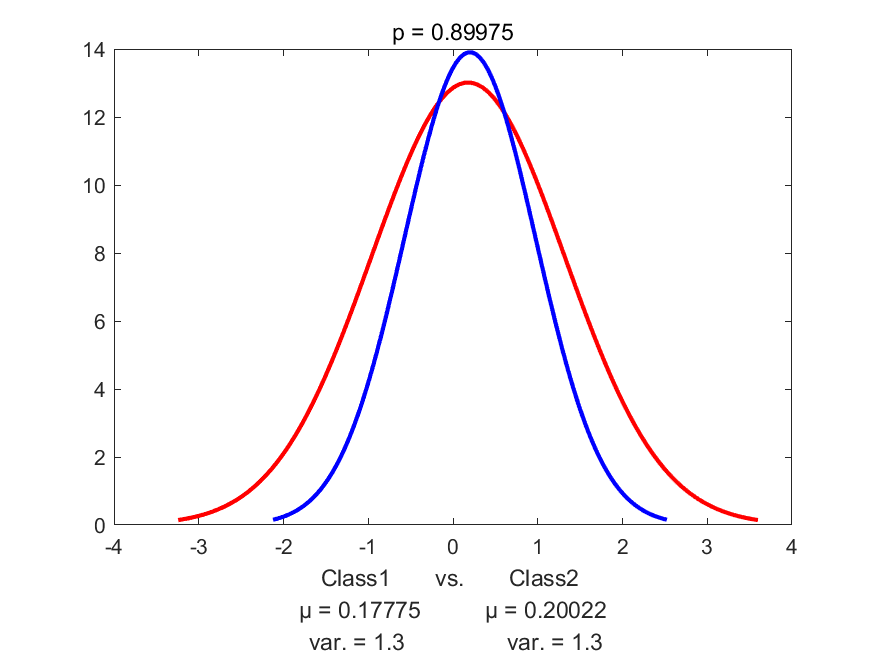 p = 0.89975
14
12
10
8
6
4
2
0
-4 -3 -2 -1 0 1 2 3 4
Class1 vs. Class2
μ = 0.17775 μ = 0.20022
var. = 1.3 var. = 1.3